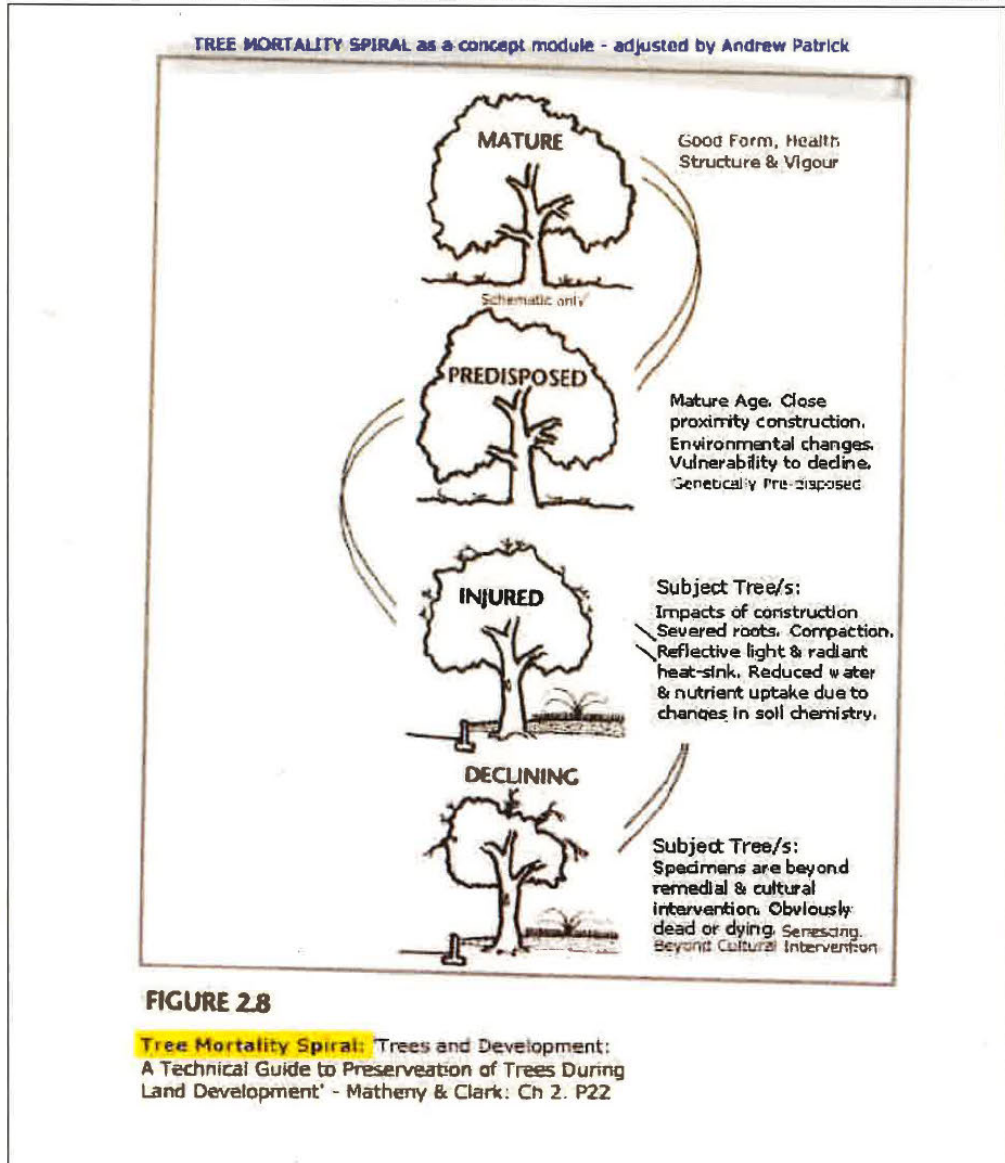 TREE MORTALITY SPIRAL as a concept module - adjusted by Andrew Patrick
MATURE
Good Form, Health
Structure & Vigour
Schematic only
PREDISPOSED
Mature Age. Close
proximity construction.
Environmental changes.
Vulnerability to decline.
Genetically Pre-disposed
INJURED
Subject Tree/s:
Impacts of construction
Severed roots. Compaction.
Reflective light & radiant
heat-sink. Reduced water
& nutrient uptake due to
changes in soil chemistry.
DECLINING
Subject Tree/s:
Specimens are beyond
remedial & cultural
intervention. Obviously
dead or dying. Senescing.
Beyond Cultural Intervention
FIGURE 2.8
Tree Mortality Spiral: 'Trees and Development:
A Technical Guide to Preserveation of Trees During
Land Development' - Matheny & Clark: Ch 2. P22